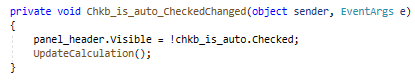 private void Chkb_is_auto_CheckedChanged(object sender, EventArgs e)
{
    panel_header.Visible = !chkb_is_auto.Checked;
    UpdateCalculation();
}